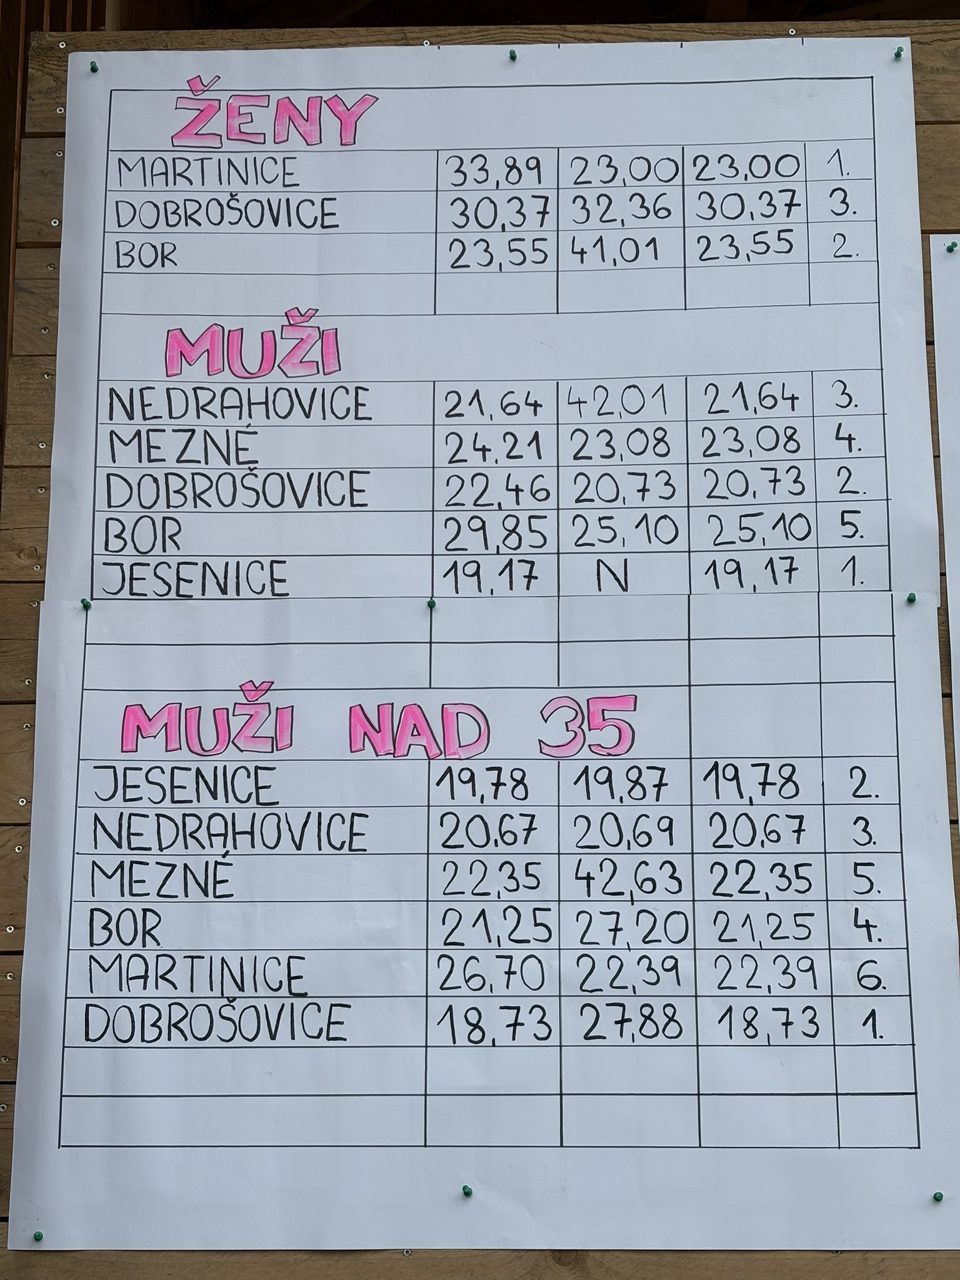 ŽENY
MARTINICE 33,89 23,00 23,00 1.
DOBROŠOVICE 30,37 32,36 30,37 3.
BOR 23,55 41,01 23,55 2.
MUŽI
NEDRAHOVICE 21,64 42,01 21,64 3.
MEZNÉ 24,21 23,08 23,08 4.
DOBROŠOVICE 22,46 20,73 20,73 2.
BOR 29,85 25,10 25,10 5.
JESENICE 19,17 N 19,17 1.
MUŽI NAD 35
JESENICE 19,78 19,87 19,78 2.
NEDRAHOVICE 20,67 20,69 20,67 3.
MEZNÉ 22,35 42,63 22,35 5.
BOR 21,25 27,20 21,25 4.
MARTINICE 26,70 22,39 22,39 6.
DOBROŠOVICE 18,73 27,88 18,73 1.